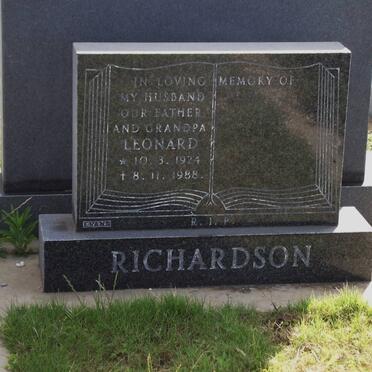 IN LOVING MEMORY OF
MY HUSBAND
OUR FATHER
AND GRANDPA
LEONARD
* 10. 3. 1924
† 8. 11. 1988.
R. I. P.
RICHARDSON